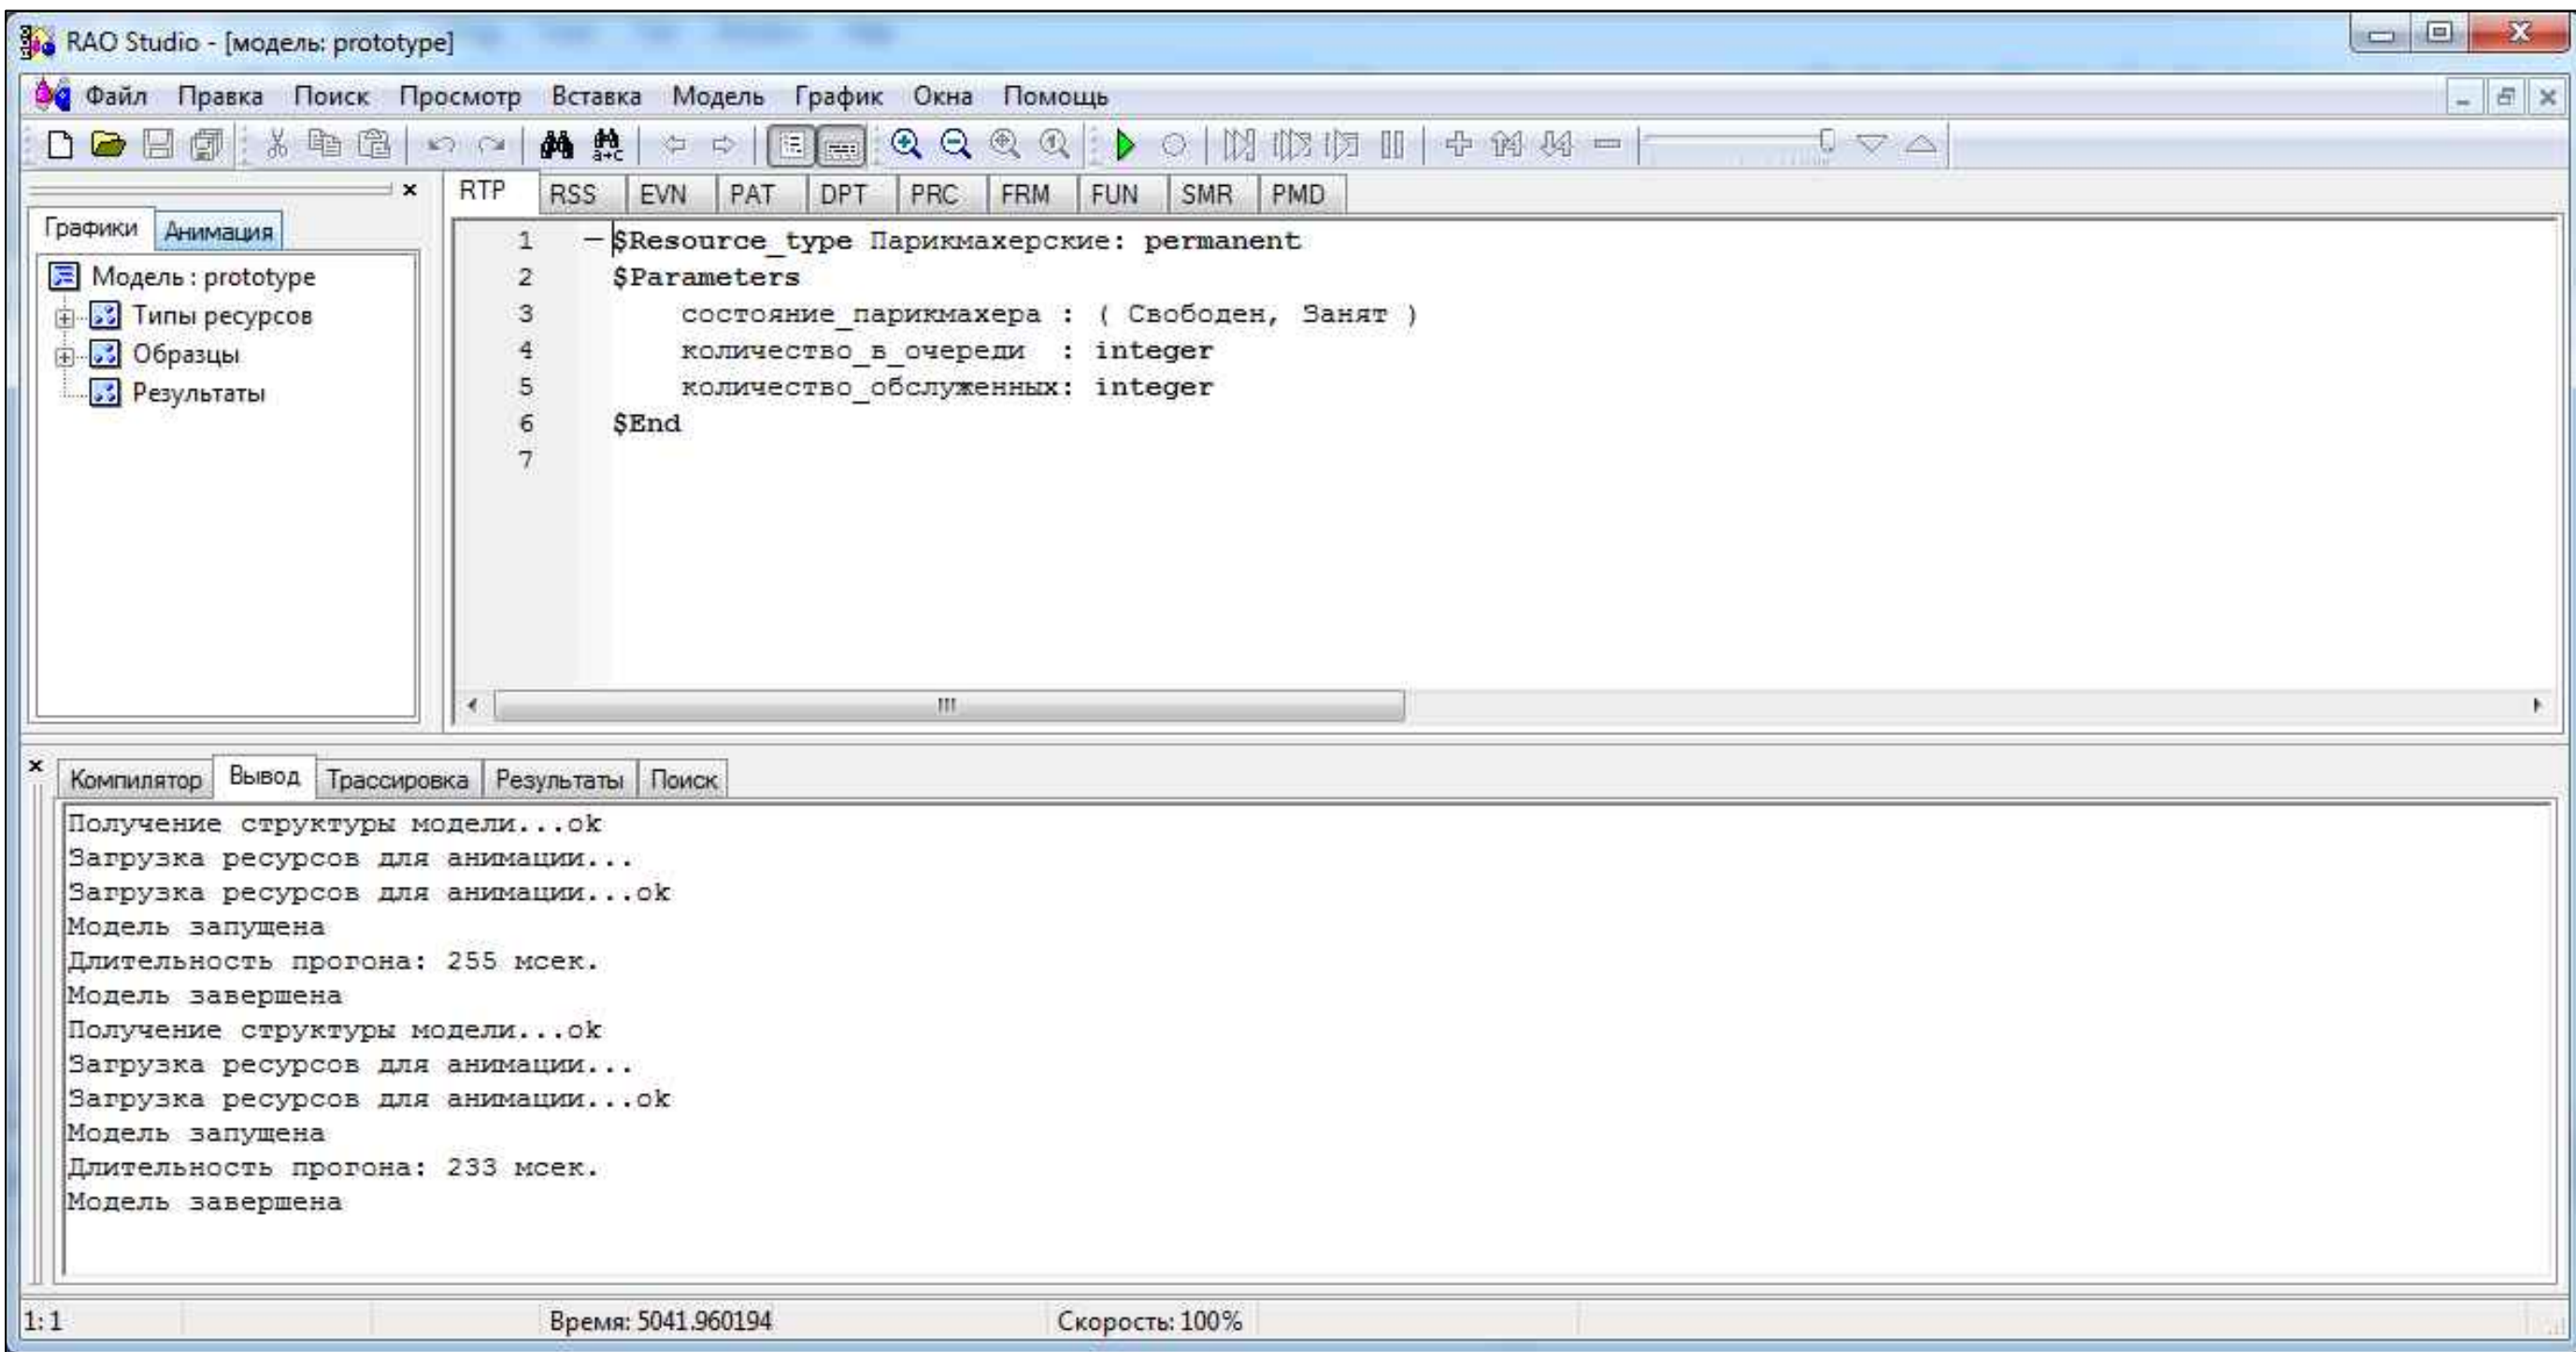 RAO Studio - [модель: prototype]
Файл Правка Поиск Просмотр Вставка Модель График Окна Помощь
Графики Анимация
Модель : prototype
Типы ресурсов
Образцы
Результаты
RTP RSS EVN PAT DPT PRC FRM FUN SMR PMD
1 $Resource_type Парикмахерские: permanent
2 $Parameters
3 состояние_парикмахера : ( Свободен, Занят )
4 количество_в_очереди : integer
5 количество_обслуженных: integer
6 $End
7
Компилятор Вывод Трассировка Результаты Поиск
Получение структуры модели...ok
Загрузка ресурсов для анимации...
Загрузка ресурсов для анимации...ok
Модель запущена
Длительность прогона: 255 мсек.
Модель завершена
Получение структуры модели...ok
Загрузка ресурсов для анимации...
Загрузка ресурсов для анимации...ok
Модель запущена
Длительность прогона: 233 мсек.
Модель завершена
1: 1 Время: 5041.960194 Скорость: 100%